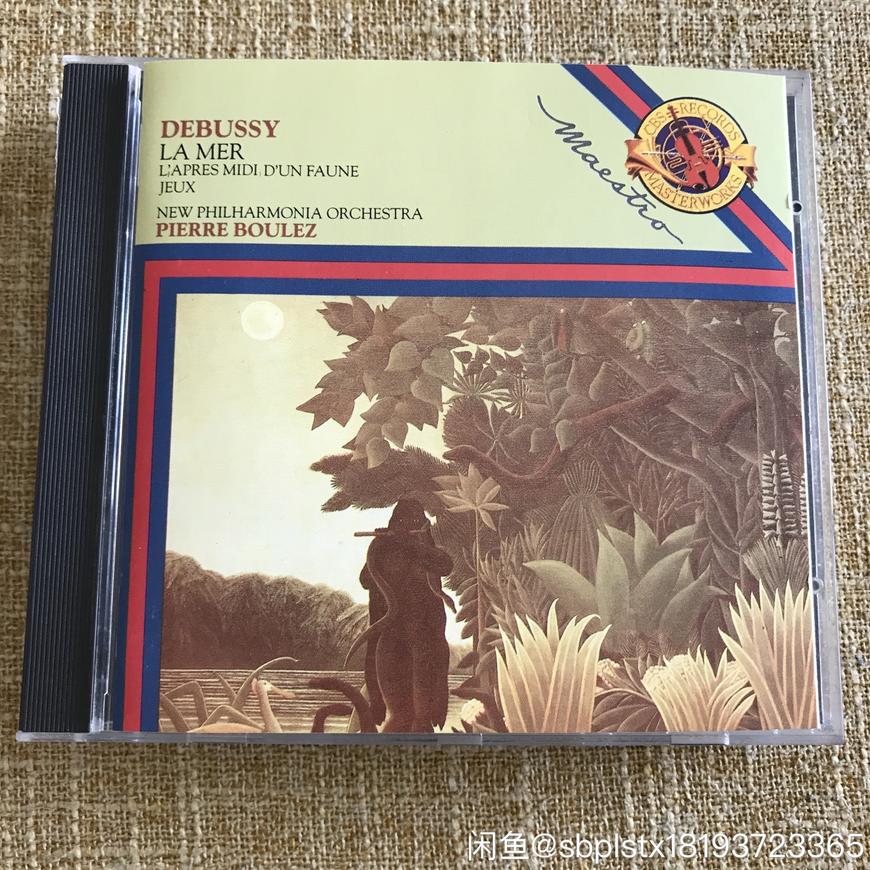 DEBUSSY
LA MER
L'APRES MIDI D'UN FAUNE
JEUX
NEW PHILHARMONIA ORCHESTRA
PIERRE BOULEZ
Maestro
CBS RECORDS
MASTERWORKS
闲鱼@sbplstx18193723365